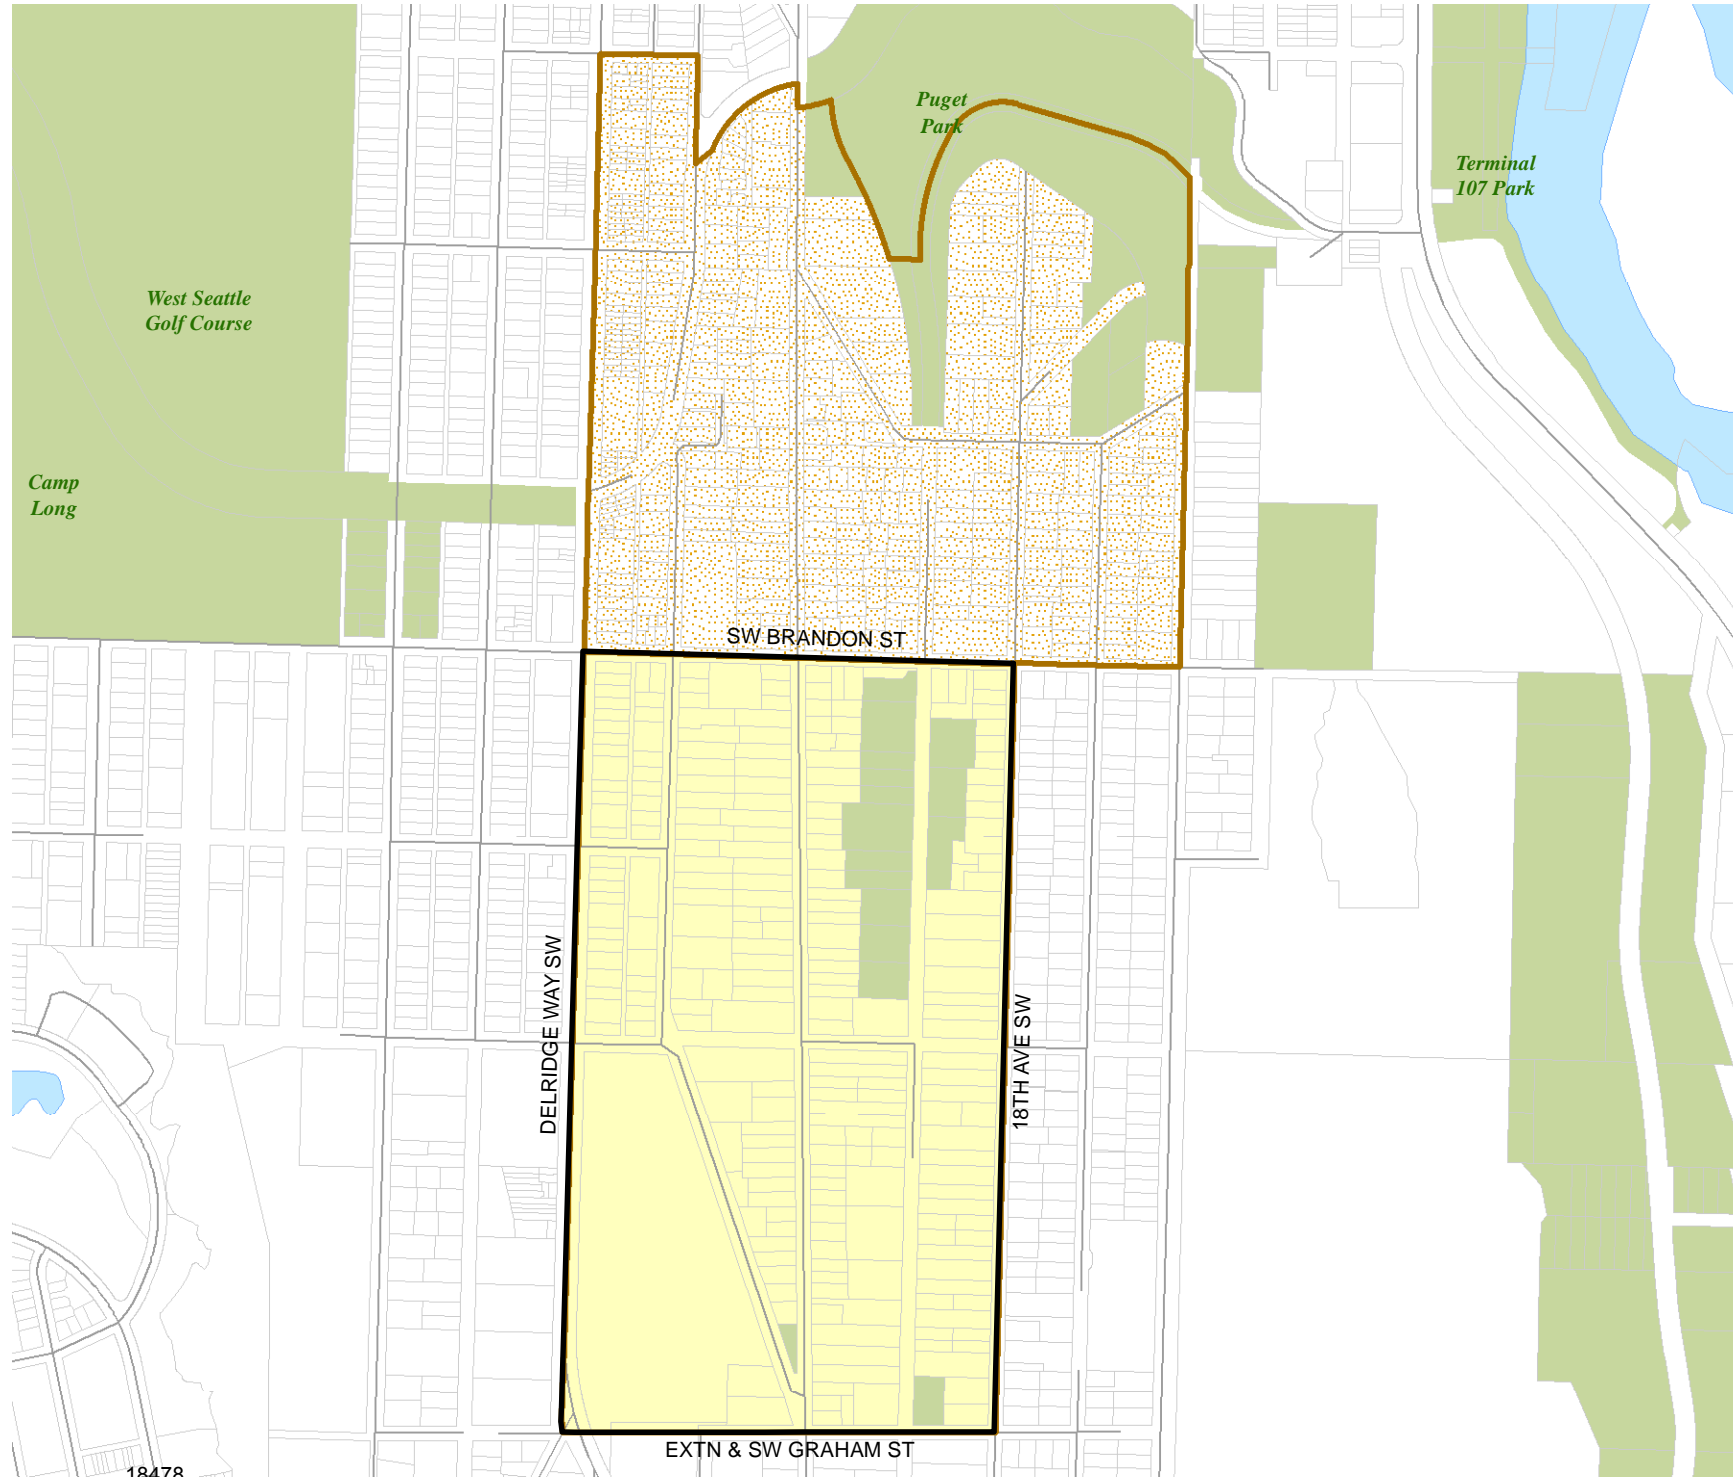 Puget
Park
Terminal
107 Park
West Seattle
Golf Course
Camp
Long
SW BRANDON ST
DELRIDGE WAY SW
18TH AVE SW
EXTN & SW GRAHAM ST
18478